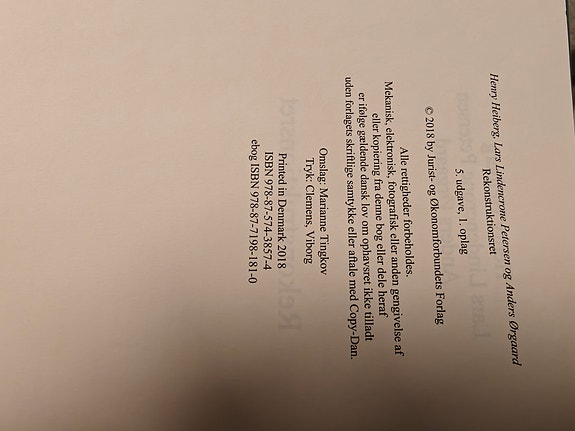 Henry Heiberg, Lars Lindencrone Petersen og Anders Ørgaard
Rekonstruktionsret
5. udgave, 1. oplag
© 2018 by Jurist- og Økonomforbundets Forlag
Alle rettigheder forbeholdes.
Mekanisk, elektronisk, fotografisk eller anden gengivelse af
eller kopiering fra denne bog eller dele heraf
er ifølge gældende dansk lov om ophavsret ikke tilladt
uden forlagets skriftlige samtykke eller aftale med Copy-Dan.
Omslag: Marianne Tingkov
Tryk: Clemens, Viborg
Printed in Denmark 2018
ISBN 978-87-574-3857-4
ebog ISBN 978-87-7198-181-0